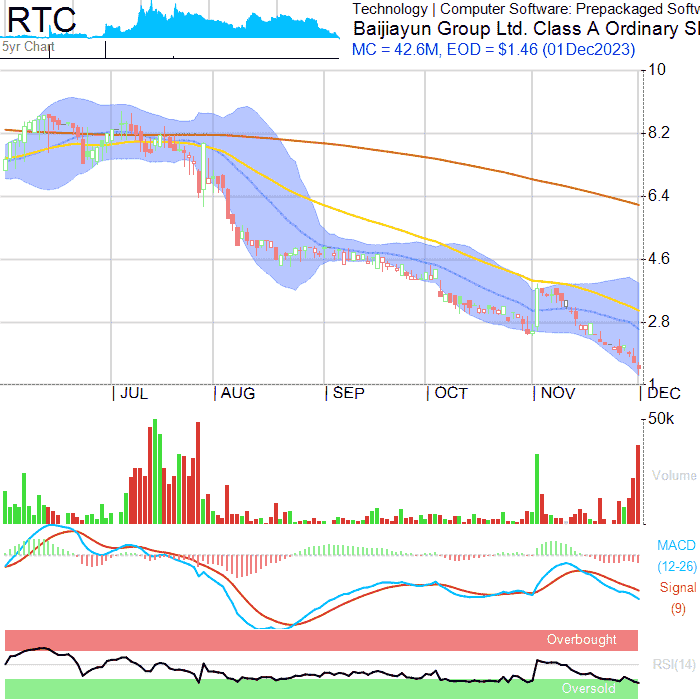 RTC
5yr Chart
Technology | Computer Software: Prepackaged Softw
Baijiayun Group Ltd. Class A Ordinary S
MC = 42.6M, EOD = $1.46 (01Dec2023)
10
8.2
6.4
4.6
2.8
1
JUL AUG SEP OCT NOV DEC
50k
Volume
MACD
(12-26)
Signal
(9)
Overbought
RSI(14)
Oversold